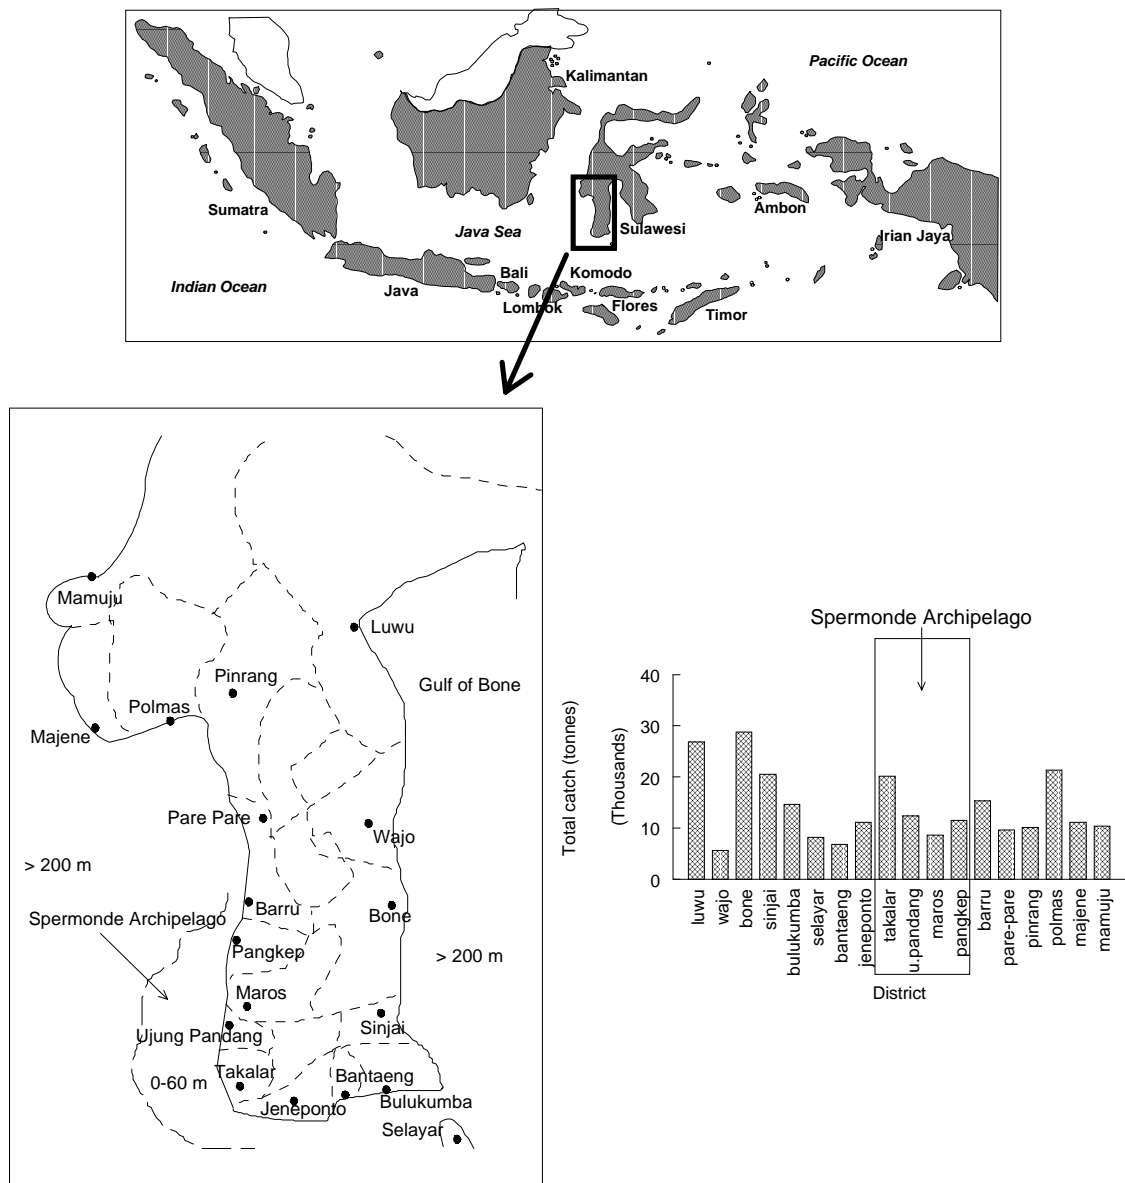 Pacific Ocean
Kalimantan
Sumatra
Ambon
Java Sea
Sulawesi
Irian Jaya
Bali
Komodo
Indian Ocean
Java
Lombok
Flores
Timor
Mamuju
Luwu
Pinrang
Gulf of Bone
Polmas
Majene
Pare Pare
Wajo
> 200 m
Barru
Bone
Spermonde Archipelago
Pangkep
> 200 m
Maros
Ujung Pandang
Sinjai
Takalar
0-60 m
Bantaeng
Jeneponto
Bulukumba
Selayar
Spermonde Archipelago
Total catch (tonnes)
(Thousands)
40
30
20
10
0
luwu
wajo
bone
sinjai
bulukumba
selayar
bantaeng
jeneponto
takalar
u.pandang
maros
pangkep
barru
pare-pare
pinrang
polmas
majene
mamuju
District